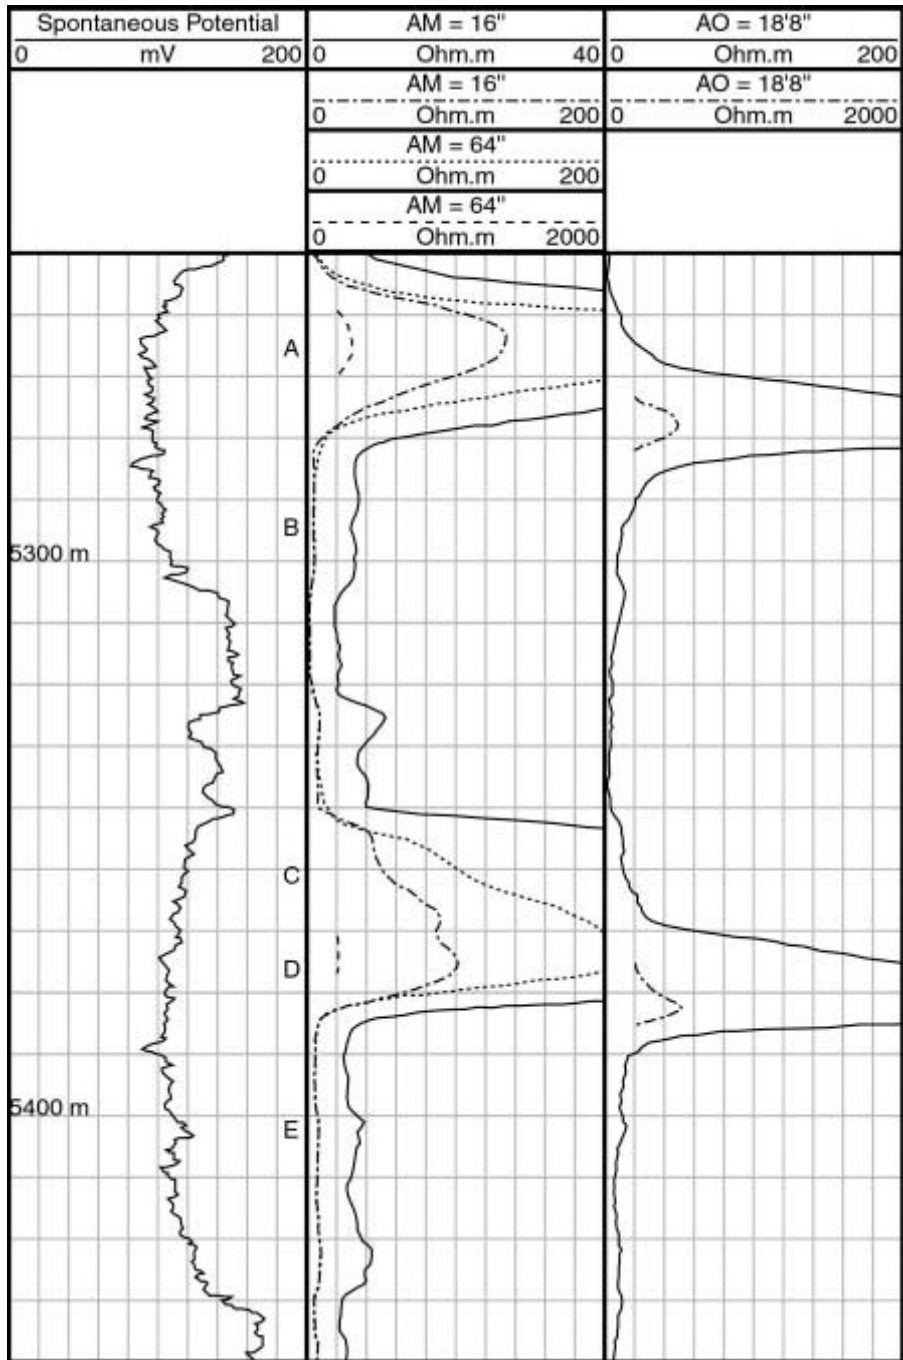 Spontaneous Potential
0 mV 200
AM = 16"
0 Ohm.m 40
AO = 18'8"
0 Ohm.m 200
AM = 16"
0 Ohm.m 200
AO = 18'8"
0 Ohm.m 2000
AM = 64"
0 Ohm.m 200
AM = 64"
0 Ohm.m 2000
A
B
5300 m
C
D
5400 m
E